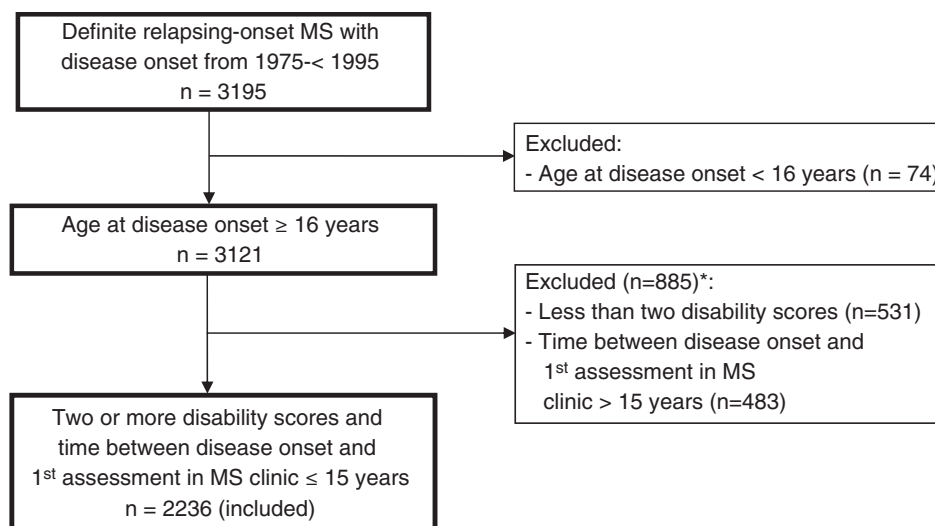 Definite relapsing-onset MS with
disease onset from 1975-< 1995
n = 3195
Excluded:
- Age at disease onset < 16 years (n = 74)
Age at disease onset ≥ 16 years
n = 3121
Excluded (n=885)*:
- Less than two disability scores (n=531)
- Time between disease onset and
1st assessment in MS
clinic > 15 years (n=483)
Two or more disability scores and
time between disease onset and
1st assessment in MS clinic ≤ 15 years
n = 2236 (included)